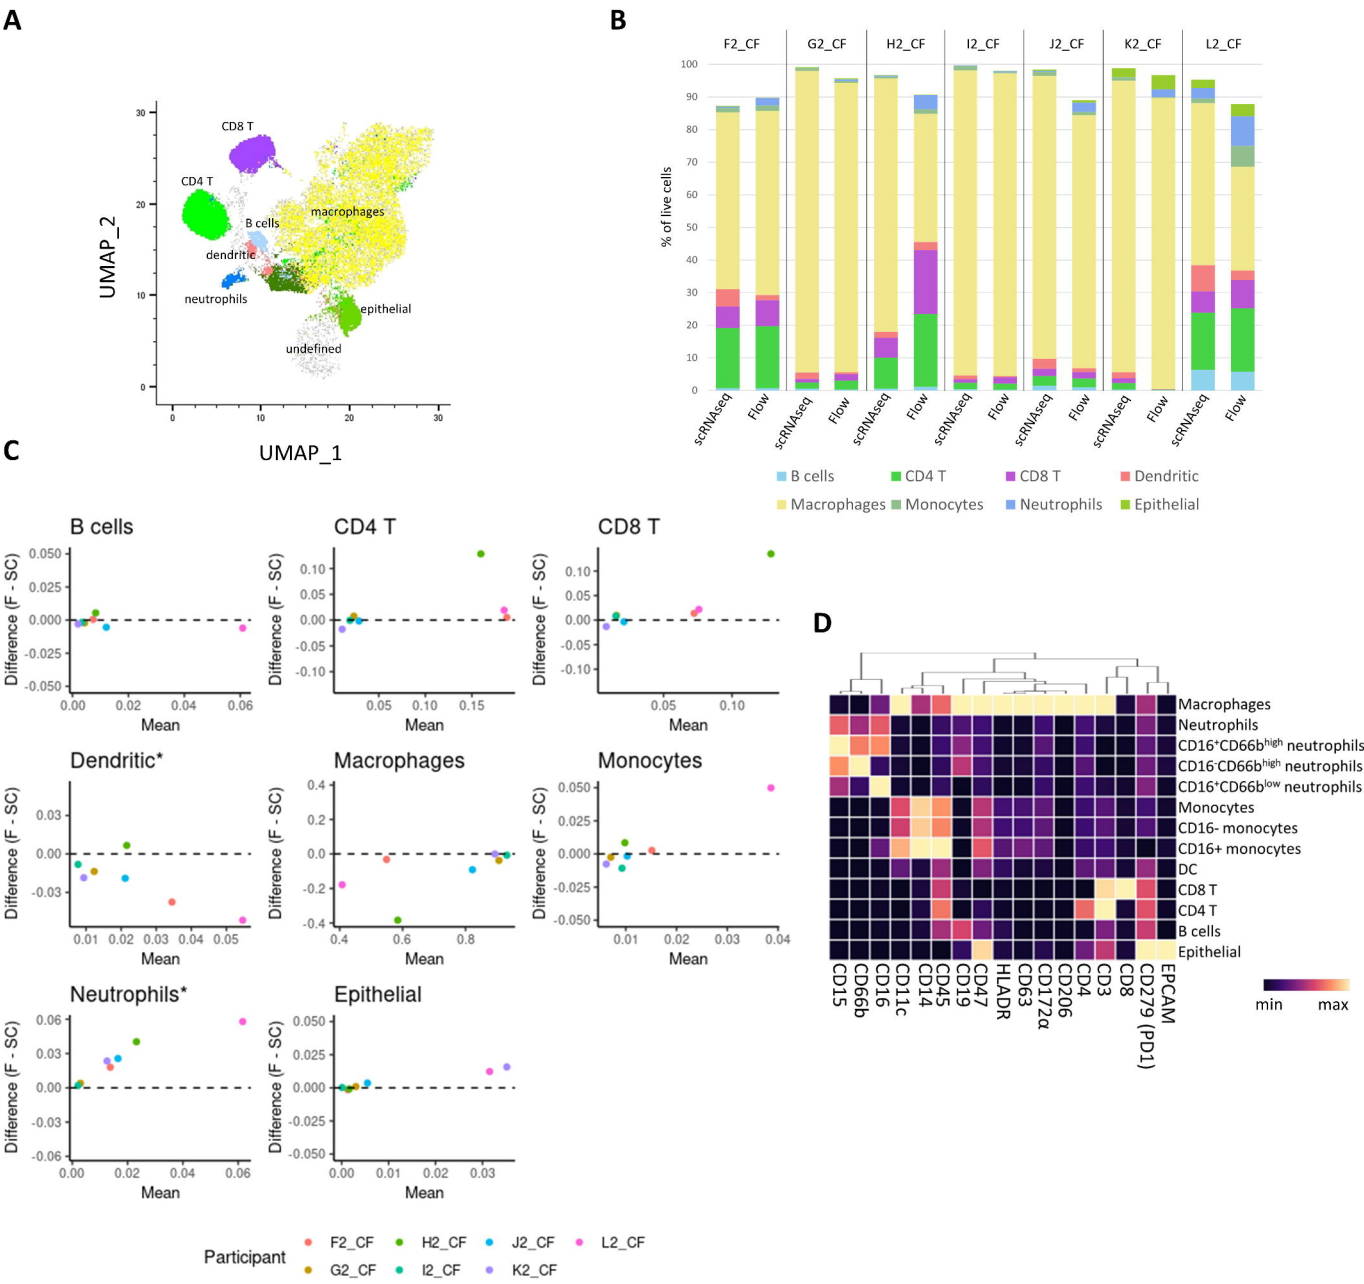 A
UMAP_2
30
20
10
0
0
10
20
30
UMAP_1
CD8 T
CD4 T
B cells
macrophages
dendritic
neutrophils
epithelial
undefined
B
F2_CF
G2_CF
H2_CF
I2_CF
J2_CF
K2_CF
L2_CF
% of live cells
100
90
80
70
60
50
40
30
20
10
0
scRNAseq
Flow
scRNAseq
Flow
scRNAseq
Flow
scRNAseq
Flow
scRNAseq
Flow
scRNAseq
Flow
scRNAseq
Flow
B cells
CD4 T
CD8 T
Dendritic
Macrophages
Monocytes
Neutrophils
Epithelial
C
B cells
Difference (F - SC)
0.050
0.025
0.000
-0.025
-0.050
0.00
0.02
0.04
0.06
Mean
CD4 T
Difference (F - SC)
0.10
0.05
0.00
-0.05
-0.10
0.05
0.10
0.15
Mean
CD8 T
Difference (F - SC)
0.10
0.05
0.00
-0.05
-0.10
0.05
0.10
Mean
Dendritic*
Difference (F - SC)
0.03
0.00
-0.03
0.01
0.02
0.03
0.04
0.05
Mean
Macrophages
Difference (F - SC)
0.4
0.2
0.0
-0.2
-0.4
0.4
0.6
0.8
Mean
Monocytes
Difference (F - SC)
0.050
0.025
0.000
-0.025
-0.050
0.01
0.02
0.03
0.04
Mean
Neutrophils*
Difference (F - SC)
0.06
0.03
0.00
-0.03
-0.06
0.00
0.02
0.04
0.06
Mean
Epithelial
Difference (F - SC)
0.050
0.025
0.000
-0.025
-0.050
0.00
0.01
0.02
0.03
Mean
Participant
F2_CF
H2_CF
J2_CF
L2_CF
G2_CF
I2_CF
K2_CF
D
Macrophages
Neutrophils
CD16⁺CD66bʰⁱᵍʰ neutrophils
CD16⁻CD66bʰⁱᵍʰ neutrophils
CD16⁺CD66bˡᵒʷ neutrophils
Monocytes
CD16- monocytes
CD16+ monocytes
DC
CD8 T
CD4 T
B cells
Epithelial
CD15
CD66b
CD16
CD11c
CD14
CD45
CD19
CD47
HLADR
CD63
CD172α
CD206
CD4
CD3
CD8
CD279 (PD1)
EPCAM
min
max